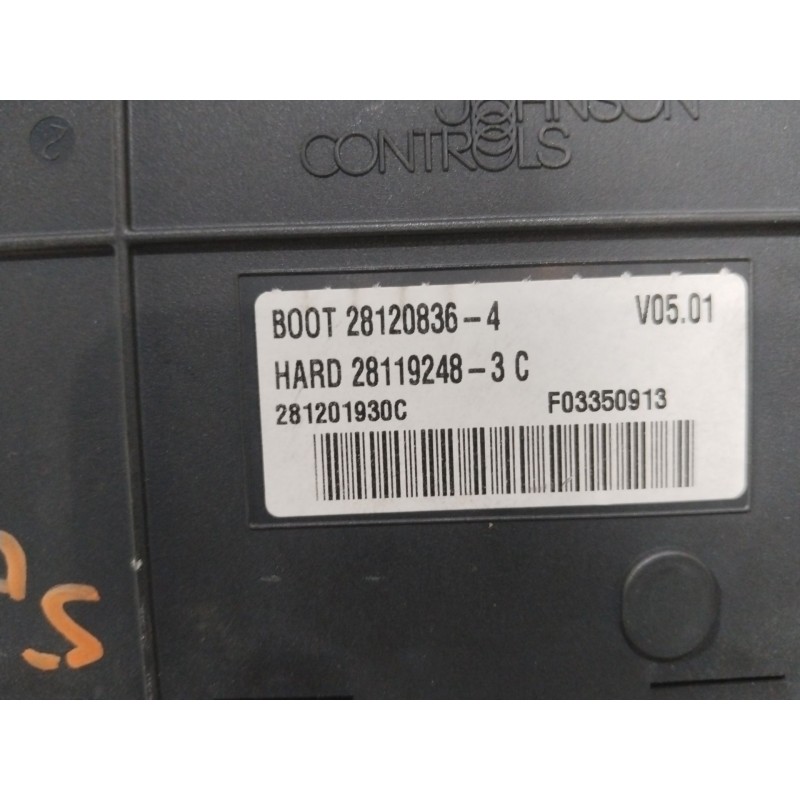 JOHNSON
CONTROLS
BOOT 28120836-4 V05.01
HARD 28119248-3 C
281201930C F03350913